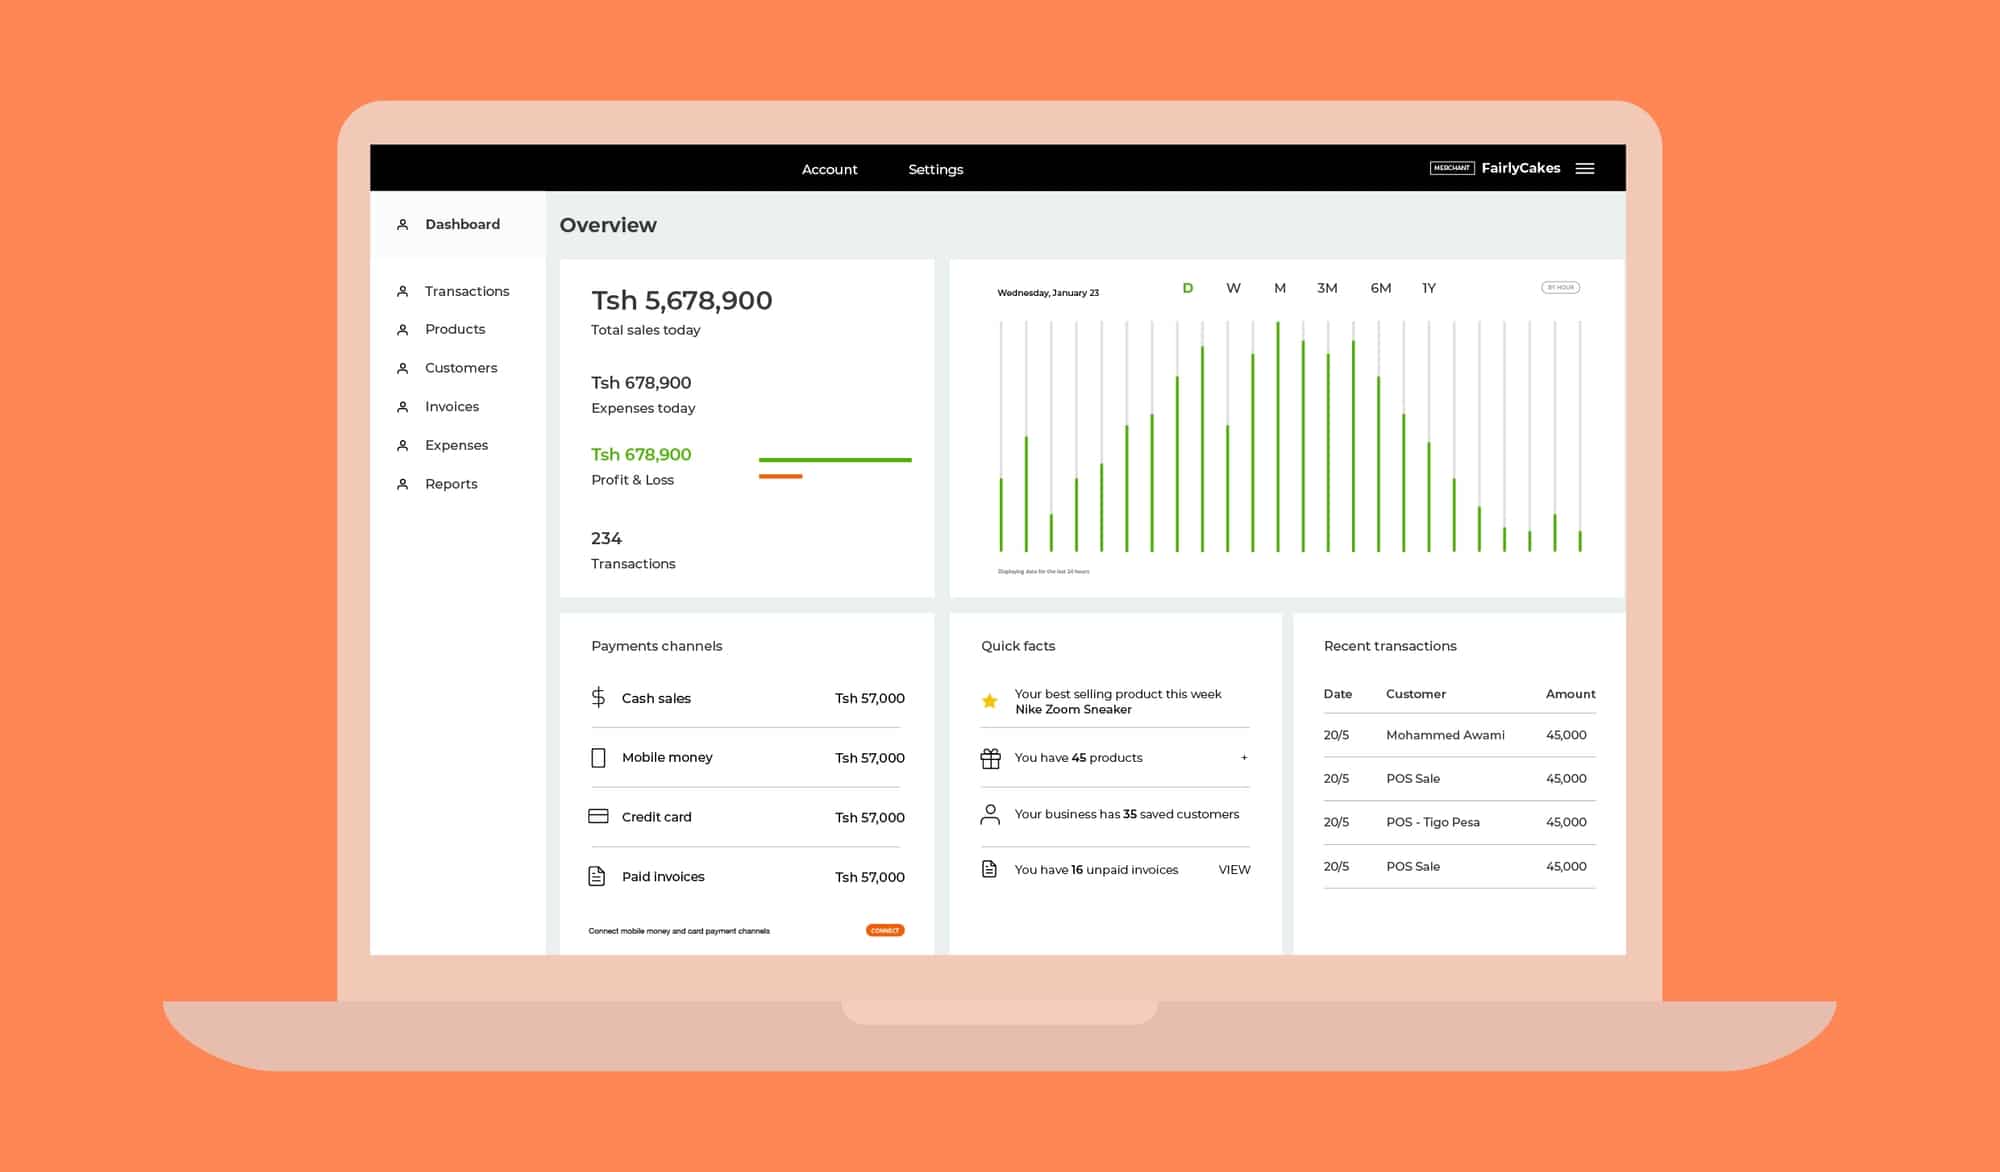 Account Settings MERCHANT FairlyCakes
Dashboard
Transactions
Products
Customers
Invoices
Expenses
Reports
Overview
Tsh 5,678,900
Total sales today
Tsh 678,900
Expenses today
Tsh 678,900
Profit & Loss
234
Transactions
Wednesday, January 23 D W M 3M 6M 1Y BY HOUR
Displaying data for the last 24 hours
Payments channels
Cash sales Tsh 57,000
Mobile money Tsh 57,000
Credit card Tsh 57,000
Paid invoices Tsh 57,000
Connect mobile money and card payment channels CONNECT
Quick facts
Your best selling product this week
Nike Zoom Sneaker
You have 45 products +
Your business has 35 saved customers
You have 16 unpaid invoices VIEW
Recent transactions
Date Customer Amount
20/5 Mohammed Awami 45,000
20/5 POS Sale 45,000
20/5 POS - Tigo Pesa 45,000
20/5 POS Sale 45,000